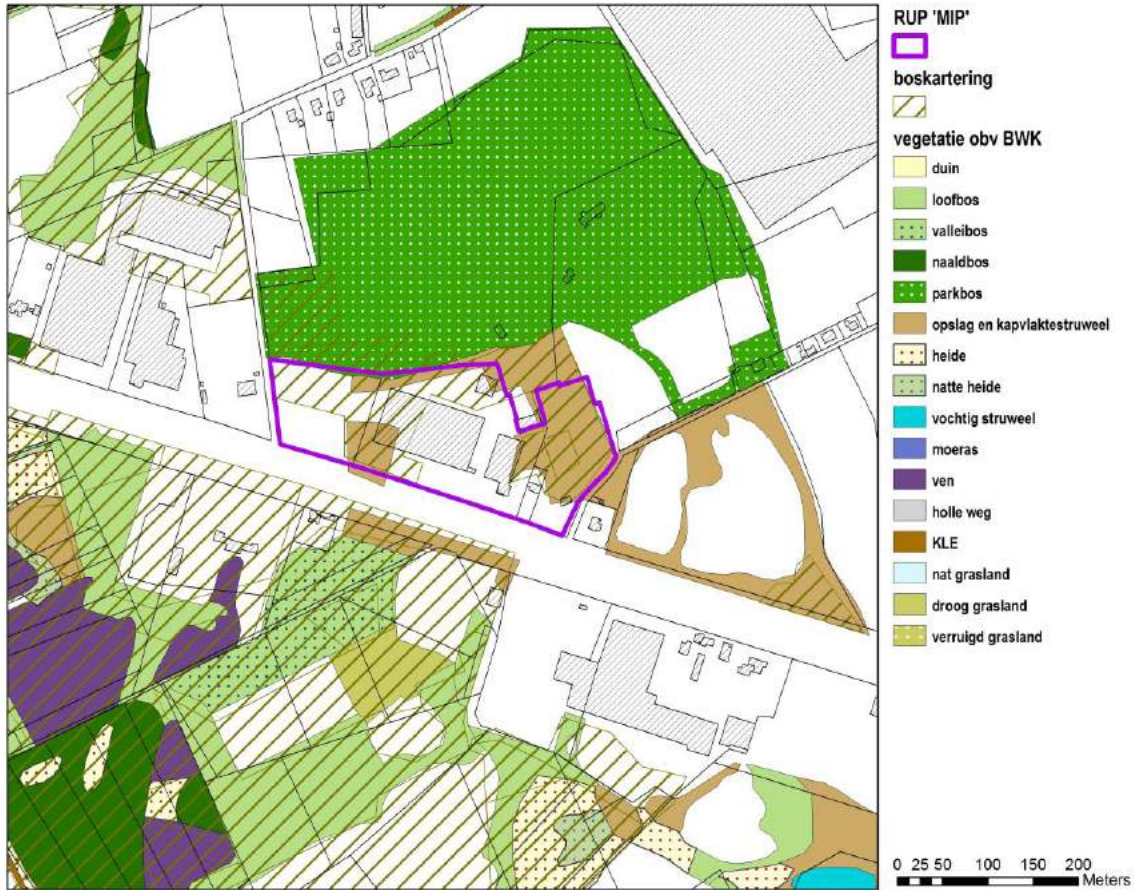 RUP 'MIP'
boskartering
vegetatie obv BWK
duin
loofbos
valleibos
naaldbos
parkbos
opslag en kapvlaktestruweel
heide
natte heide
vochtig struweel
moeras
ven
holle weg
KLE
nat grasland
droog grasland
verruigd grasland
0 25 50 100 150 200
Meters